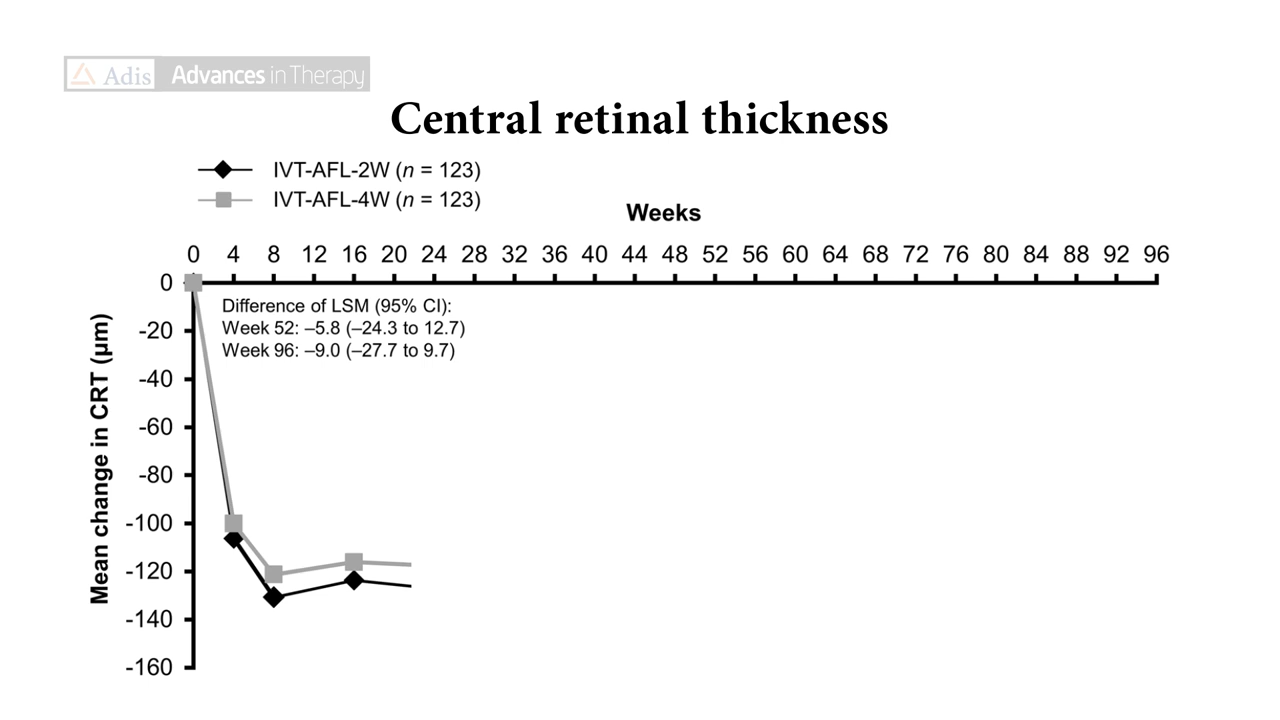 Adis Advances in Therapy
Central retinal thickness
IVT-AFL-2W (n = 123)
IVT-AFL-4W (n = 123)
Weeks
0 4 8 12 16 20 24 28 32 36 40 44 48 52 56 60 64 68 72 76 80 84 88 92 96
0
Difference of LSM (95% CI):
Week 52: –5.8 (–24.3 to 12.7)
Week 96: –9.0 (–27.7 to 9.7)
-20
-40
-60
-80
-100
-120
-140
-160
Mean change in CRT (µm)